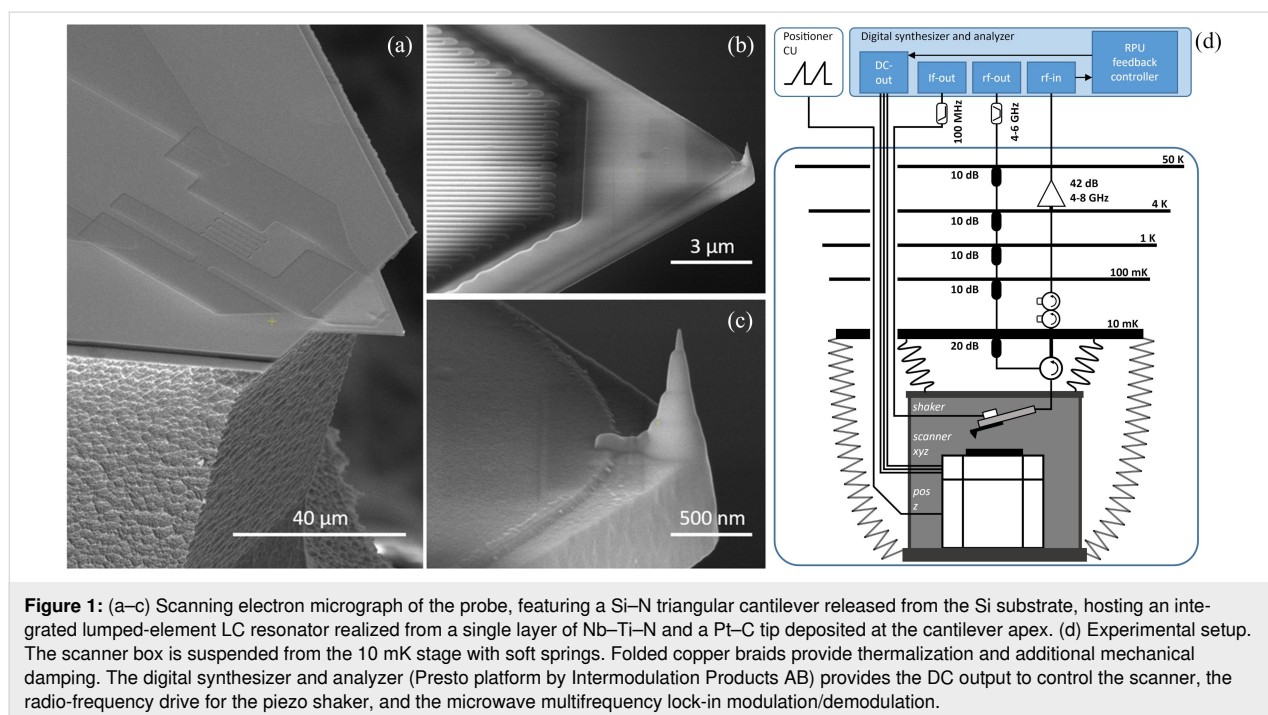 (a)
40 µm
(b)
3 µm
(c)
500 nm
(d)
Positioner
CU
Digital synthesizer and analyzer
DC-
out
lf-out
rf-out
rf-in
RPU
feedback
controller
100 MHz
4-6 GHz
50 K
10 dB
42 dB
4-8 GHz
4 K
10 dB
1 K
10 dB
100 mK
10 dB
10 mK
20 dB
shaker
scanner
xyz
pos
z
Figure 1: (a–c) Scanning electron micrograph of the probe, featuring a Si–N triangular cantilever released from the Si substrate, hosting an inte-
grated lumped-element LC resonator realized from a single layer of Nb–Ti–N and a Pt–C tip deposited at the cantilever apex. (d) Experimental setup.
The scanner box is suspended from the 10 mK stage with soft springs. Folded copper braids provide thermalization and additional mechanical
damping. The digital synthesizer and analyzer (Presto platform by Intermodulation Products AB) provides the DC output to control the scanner, the
radio-frequency drive for the piezo shaker, and the microwave multifrequency lock-in modulation/demodulation.